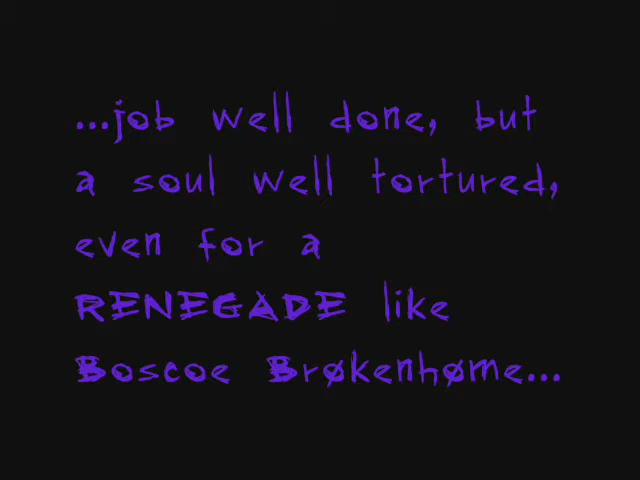 ...job well done, but
a soul well tortured,
even for a
RENEGADE like
Boscoe Brøkenhøme...